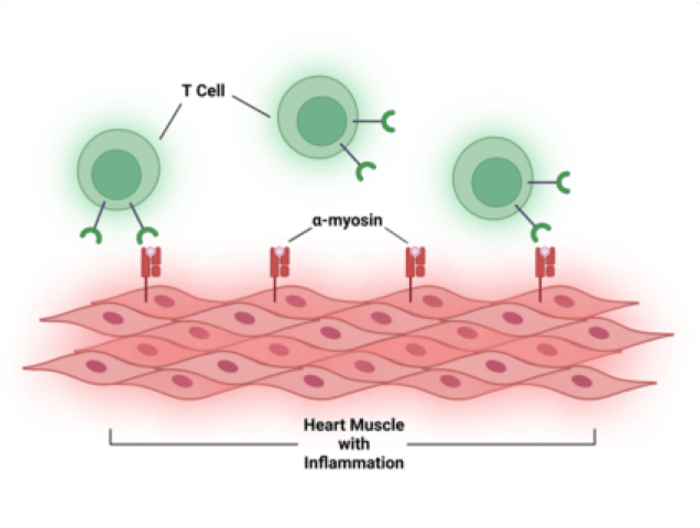 T Cell
α-myosin
Heart Muscle
with
Inflammation